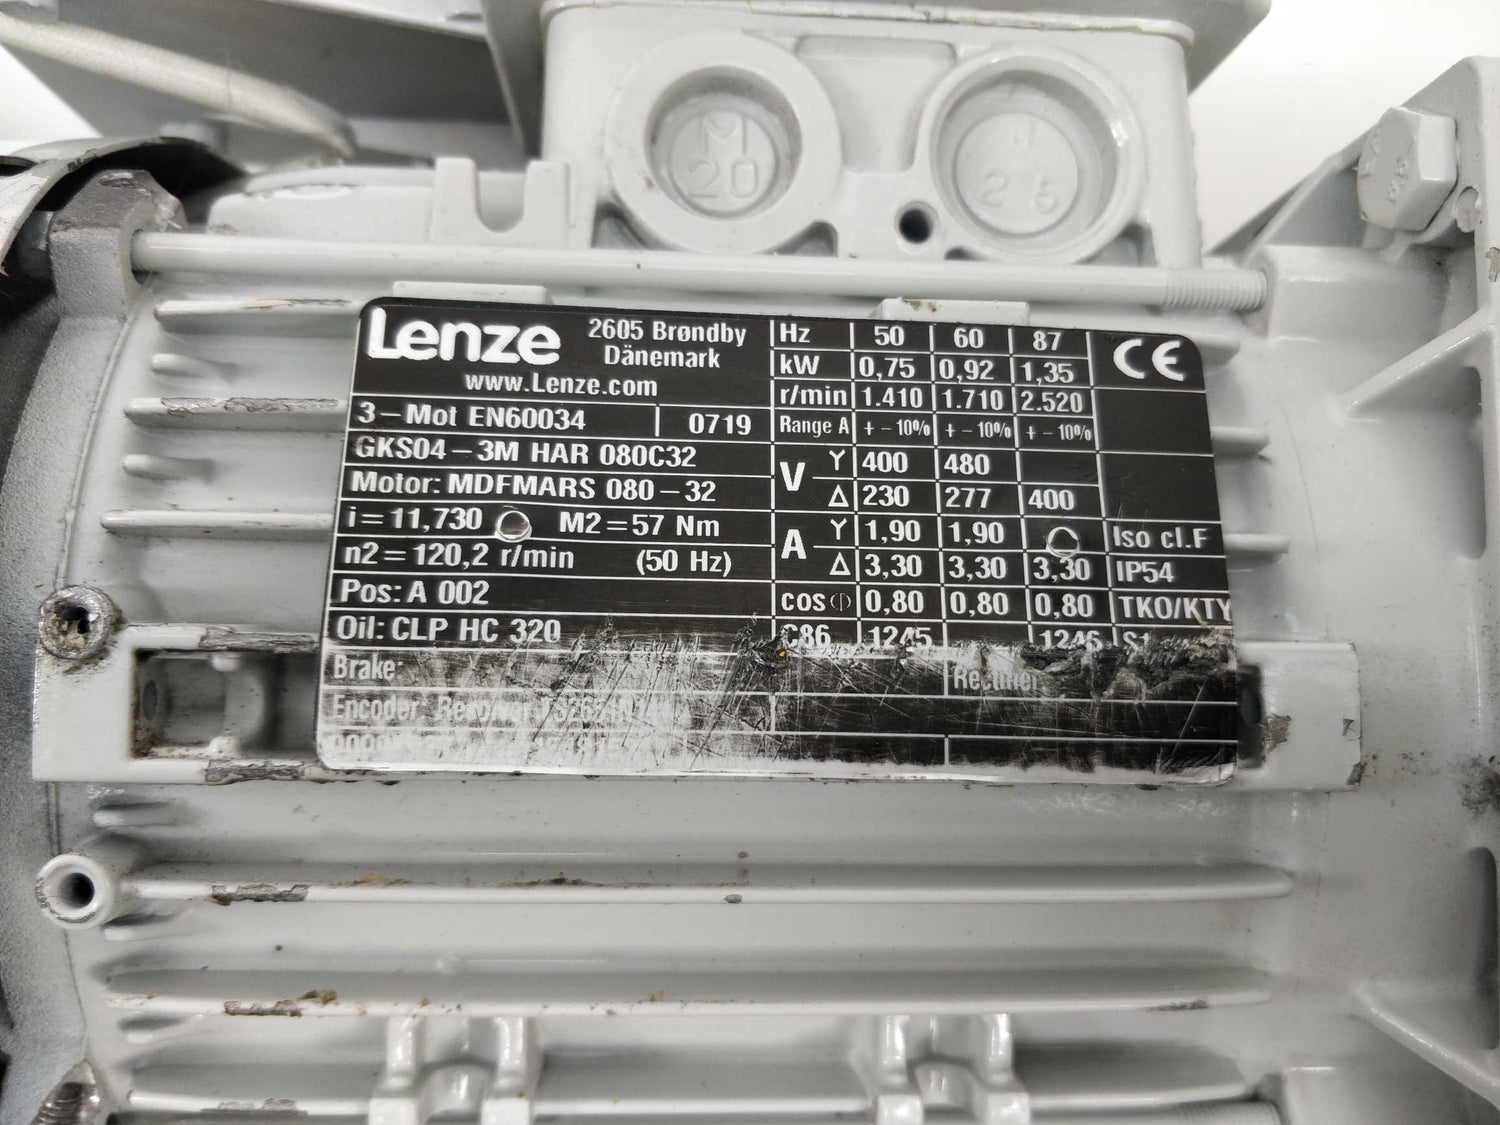 M
20
25
Lenze
2605 Brøndby
Dänemark
www.Lenze.com
3-Mot EN60034 0719
GKS04-3M HAR 080C32
Motor: MDFMARS 080-32
i=11,730 M2=57 Nm
n2=120,2 r/min (50 Hz)
Pos: A 002
Oil: CLP HC 320
Brake:
Encoder:
Hz 50 60 87 CE
kW 0,75 0,92 1,35
r/min 1.410 1.710 2.520
Range A +-10% +-10% +-10%
V Y 400 480
Δ 230 277 400
A Y 1,90 1,90 Iso cl.F
Δ 3,30 3,30 3,30 IP54
cos Φ 0,80 0,80 0,80 TKO/KTY
C86 1245 1245 S1
Rectifier